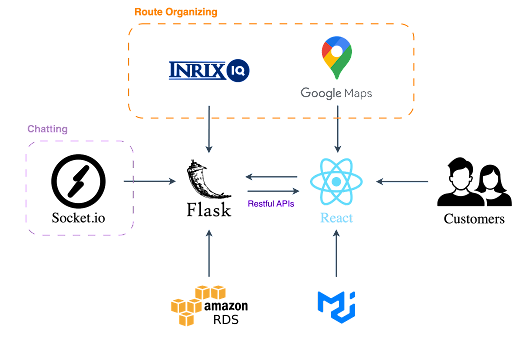 Route Organizing
INRIX IQ
Google Maps
Chatting
Socket.io
Flask
Restful APIs
React
Customers
amazon
RDS